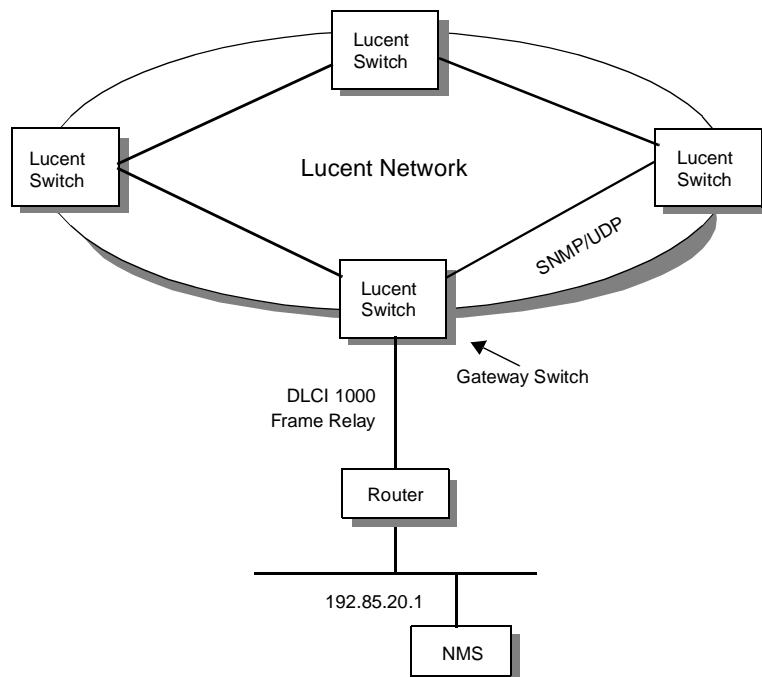 Lucent
Switch
Lucent
Switch
Lucent Network
Lucent
Switch
SNMP/UDP
Lucent
Switch
Gateway Switch
DLCI 1000
Frame Relay
Router
192.85.20.1
NMS